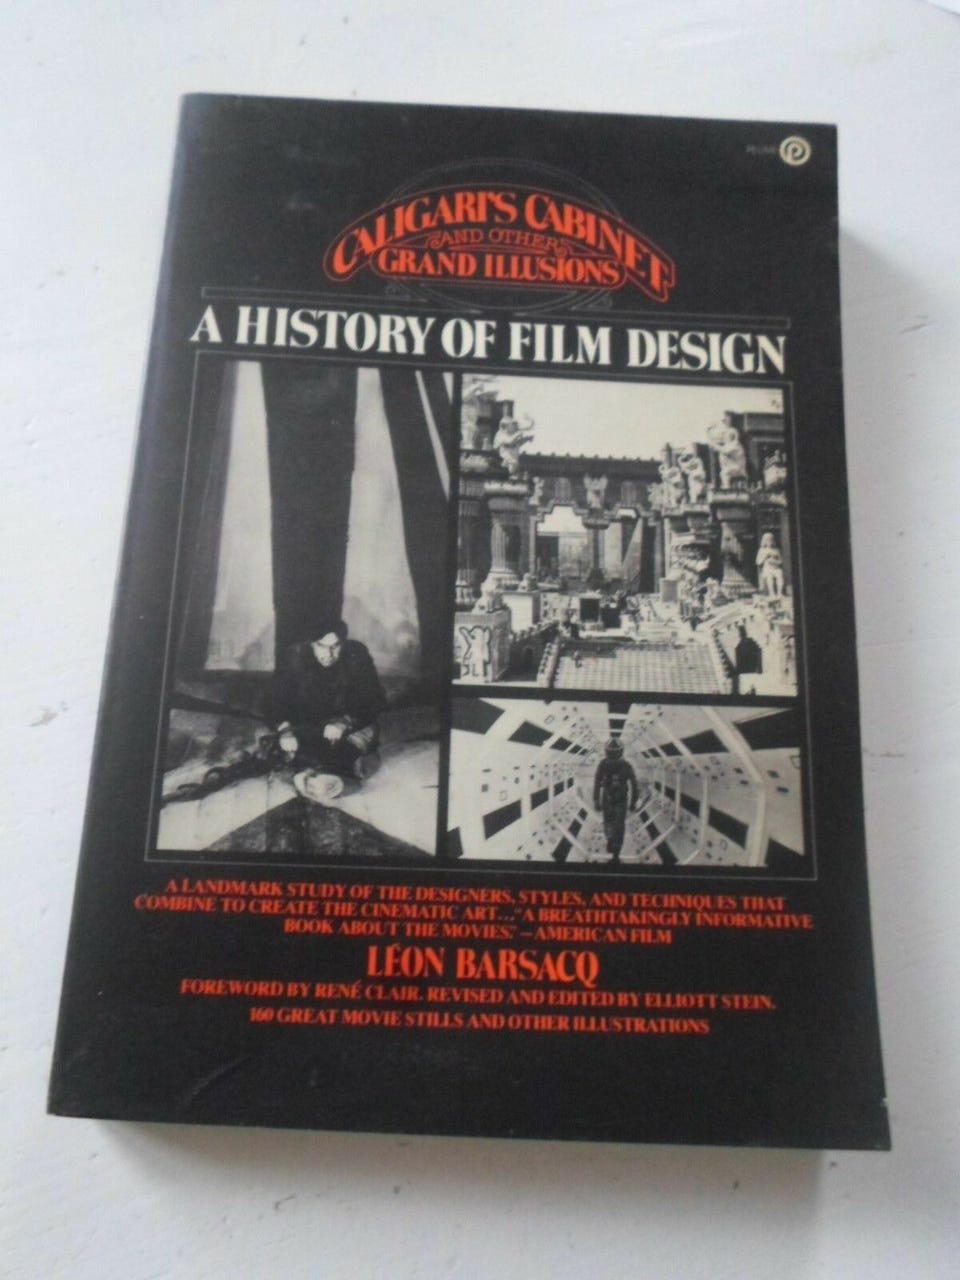 PLUME
CALIGARI'S CABINET
AND OTHER
GRAND ILLUSIONS
A HISTORY OF FILM DESIGN
A LANDMARK STUDY OF THE DESIGNERS, STYLES, AND TECHNIQUES THAT
COMBINE TO CREATE THE CINEMATIC ART..."A BREATHTAKINGLY INFORMATIVE
BOOK ABOUT THE MOVIES."—AMERICAN FILM
LÉON BARSACQ
FOREWORD BY RENÉ CLAIR. REVISED AND EDITED BY ELLIOTT STEIN.
160 GREAT MOVIE STILLS AND OTHER ILLUSTRATIONS